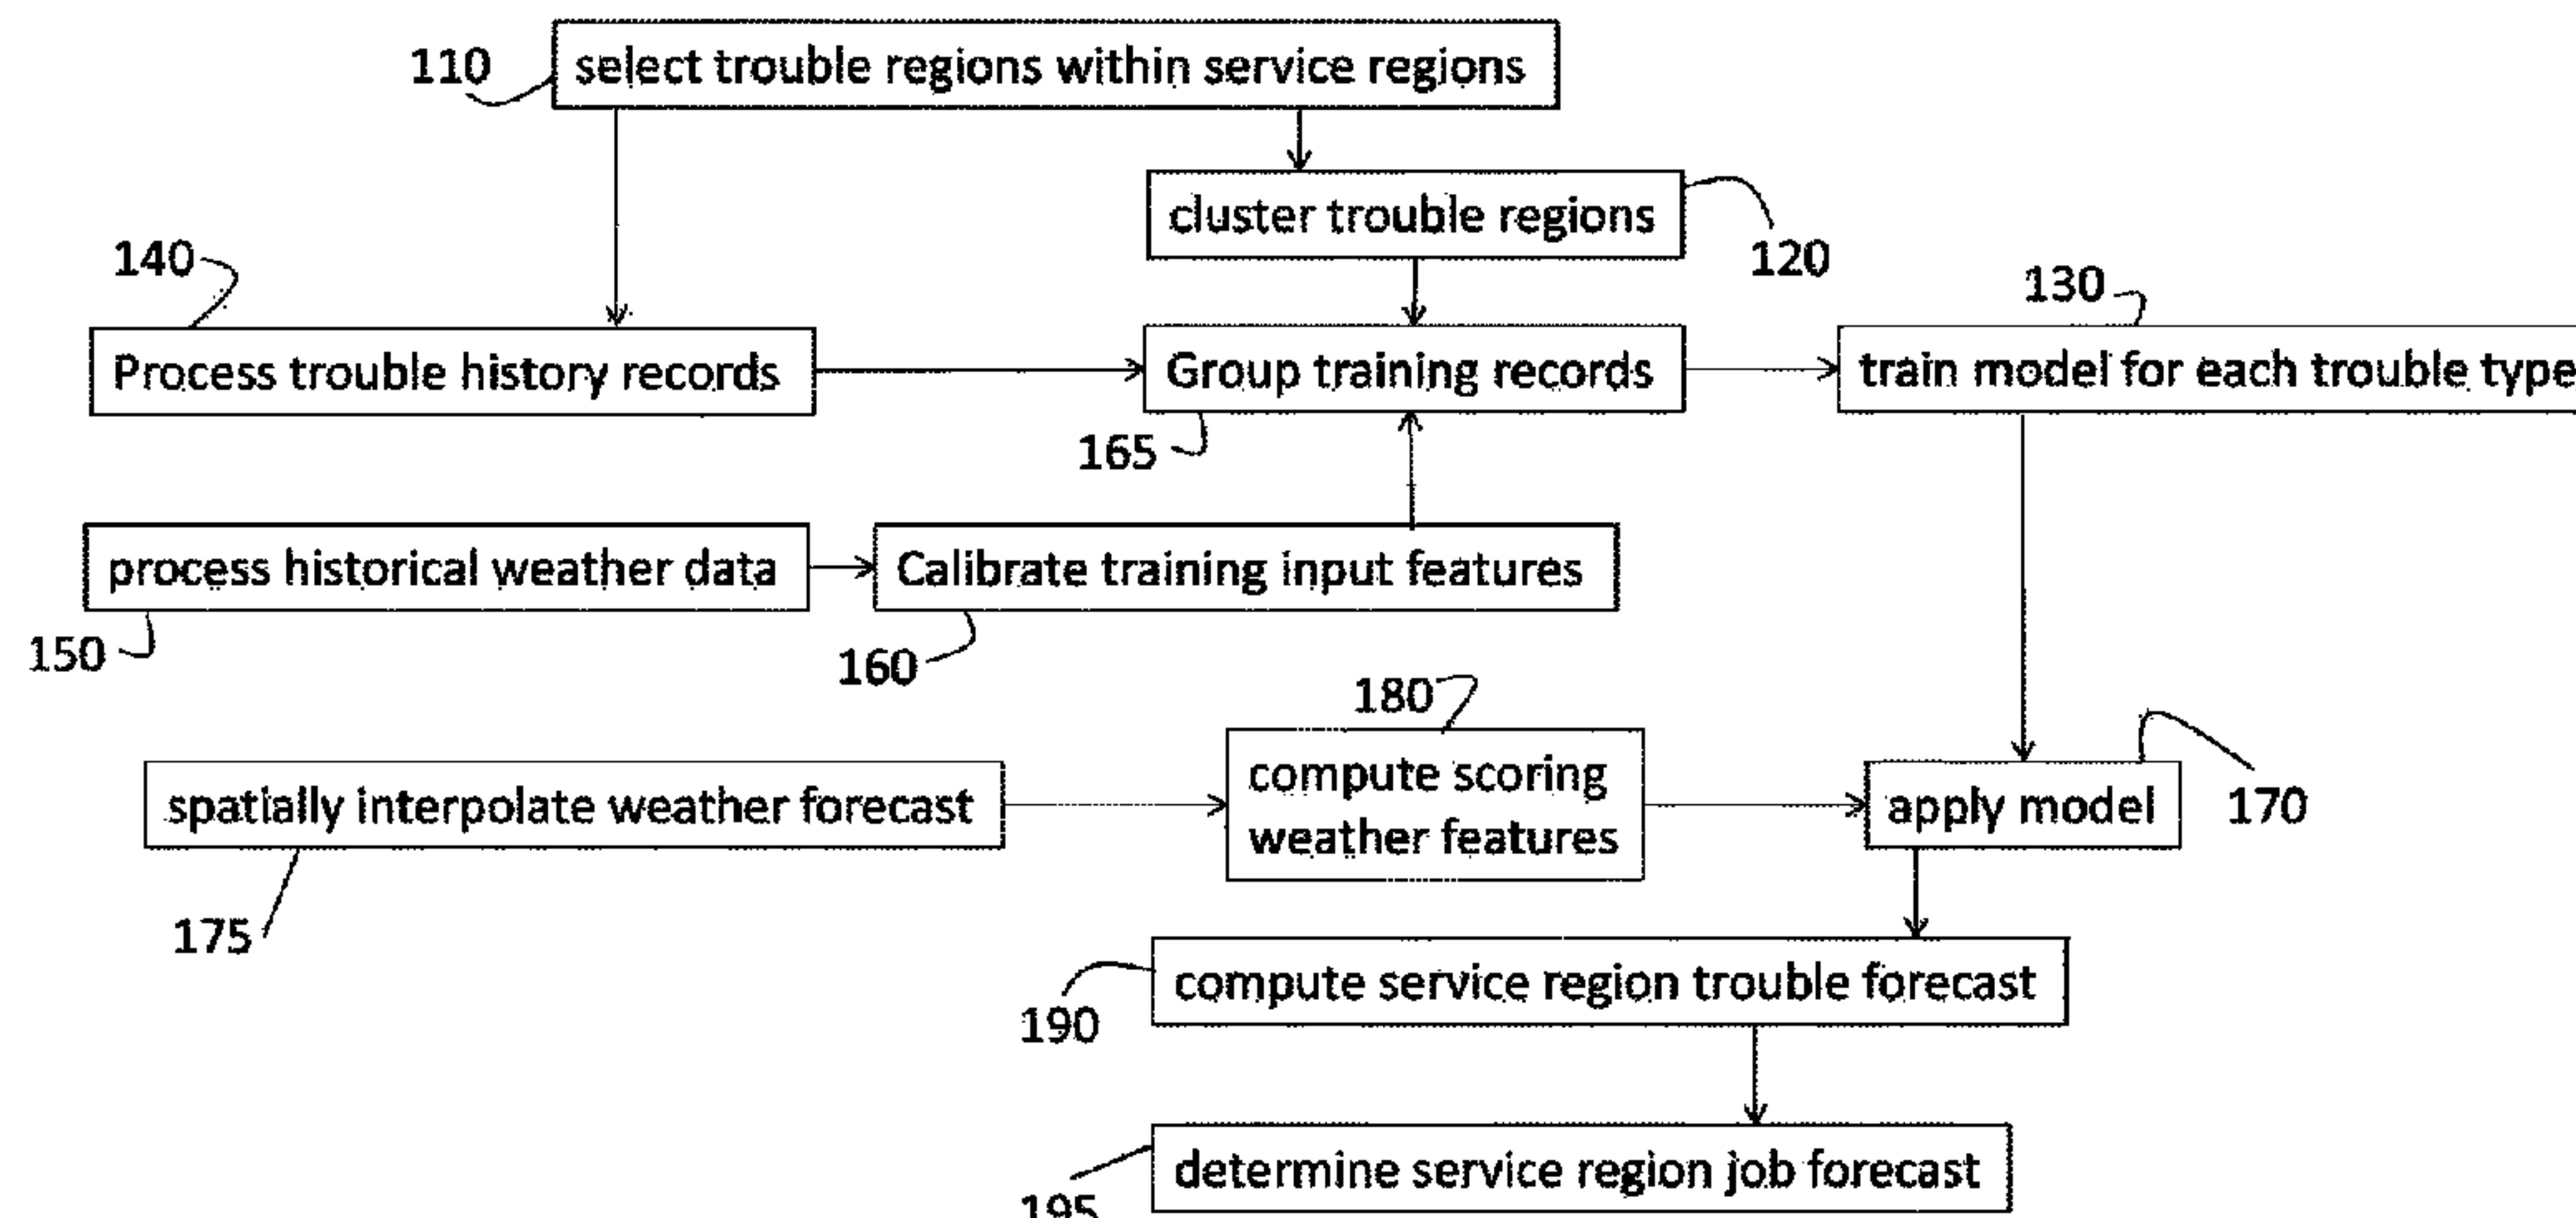 110
select trouble regions within service regions
cluster trouble regions
120
140
130
Process trouble history records
Group training records
train model for each trouble type
165
process historical weather data
Calibrate training input features
150
160
180
spatially interpolate weather forecast
compute scoring
weather features
apply model
170
175
compute service region trouble forecast
190
determine service region job forecast
195